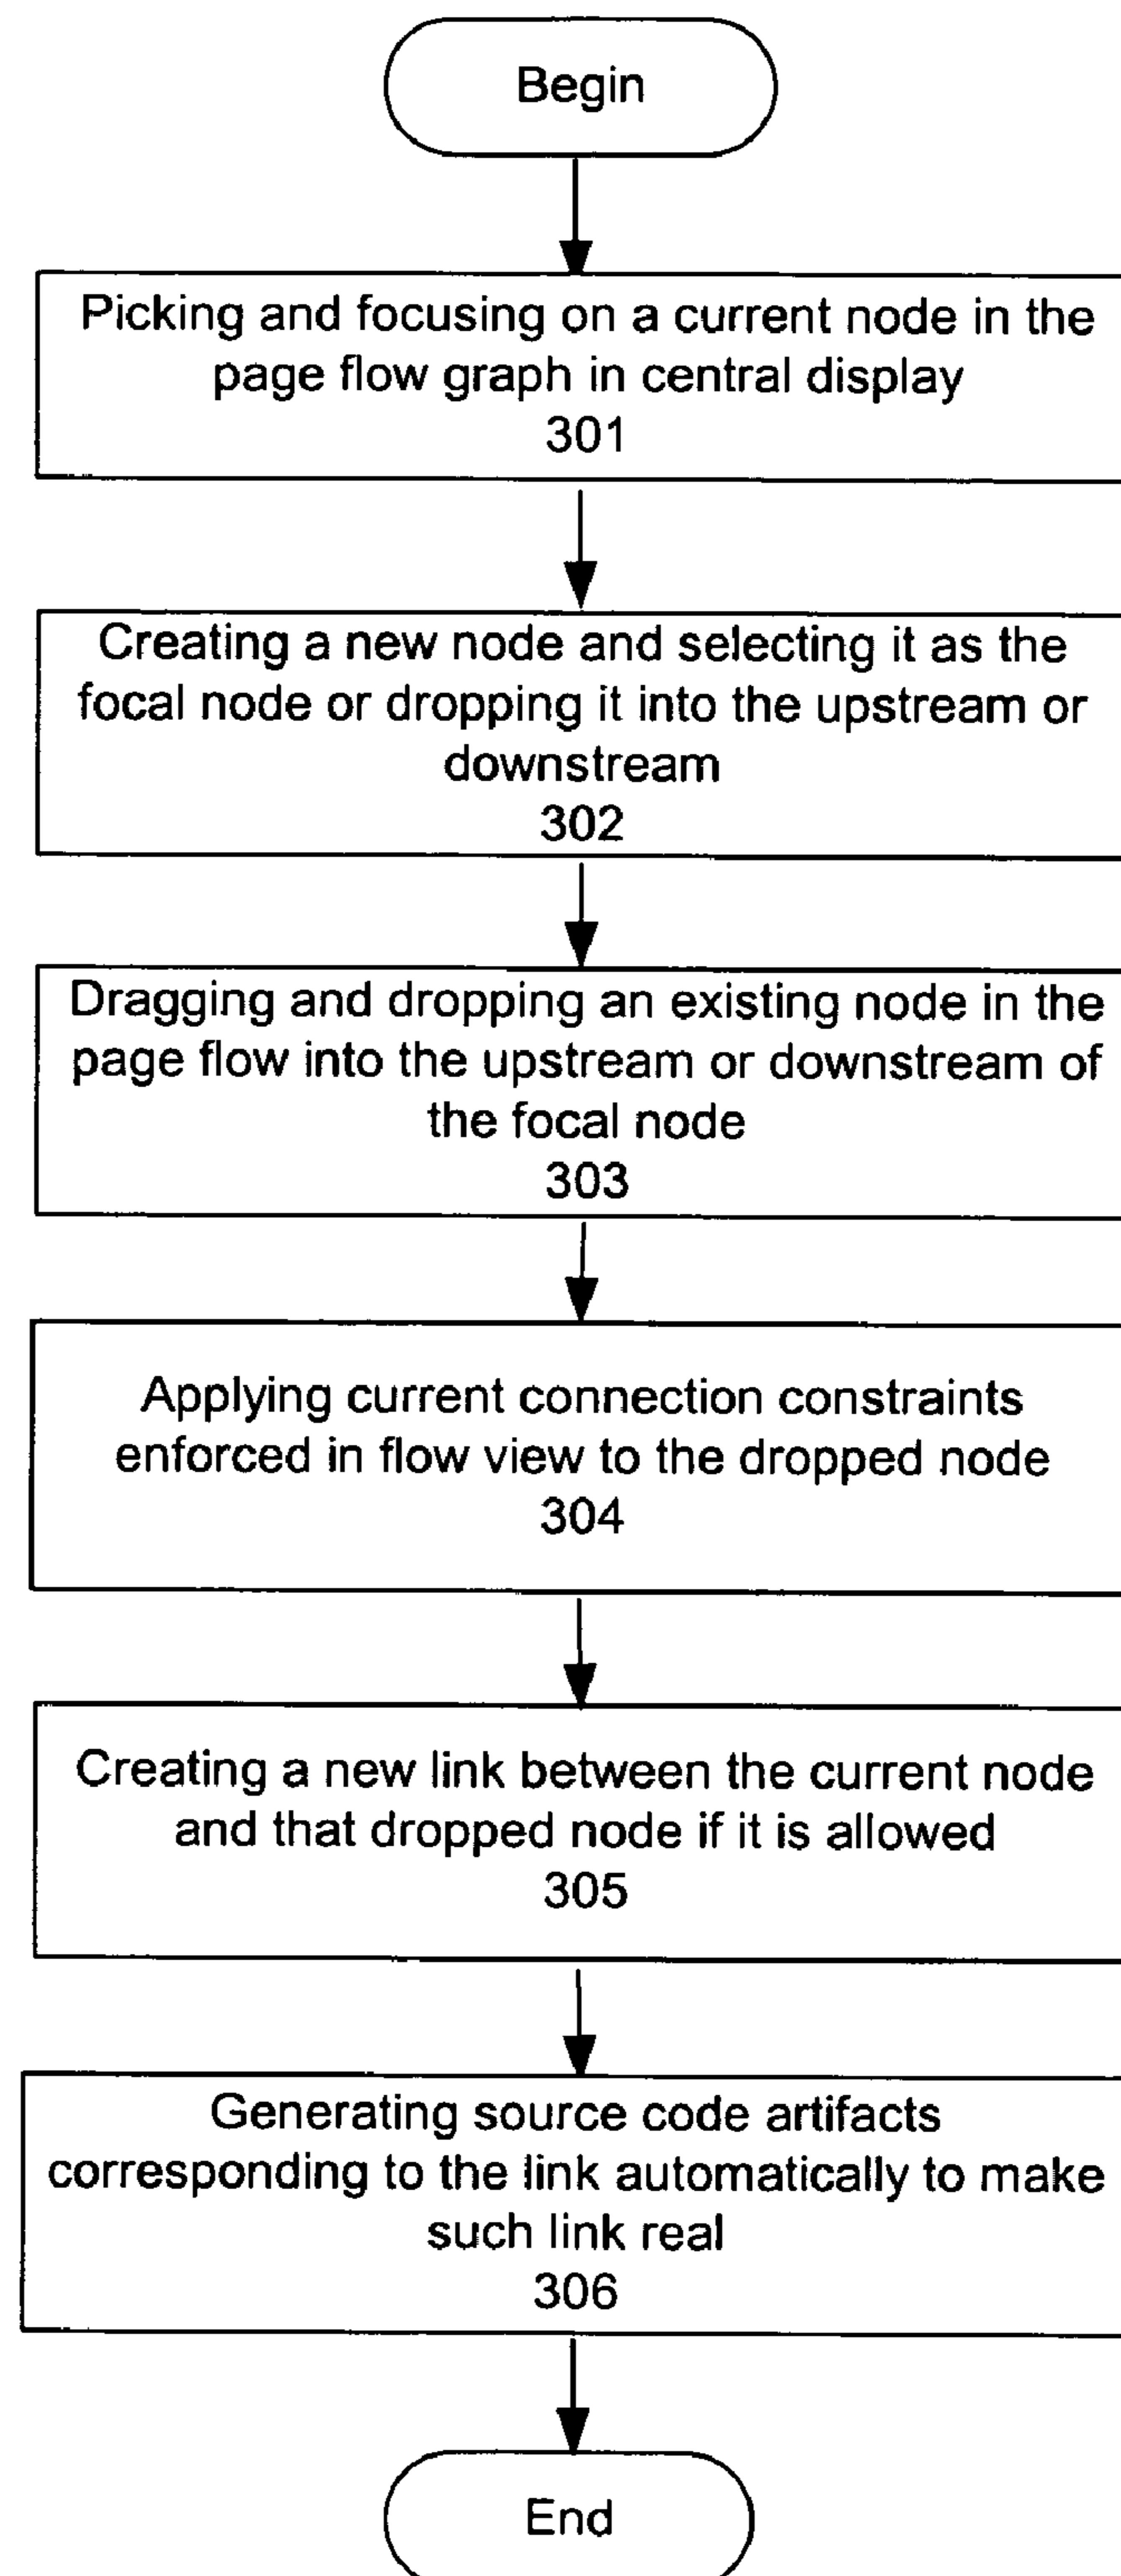 Begin
Picking and focusing on a current node in the
page flow graph in central display
301
Creating a new node and selecting it as the
focal node or dropping it into the upstream or
downstream
302
Dragging and dropping an existing node in the
page flow into the upstream or downstream of
the focal node
303
Applying current connection constraints
enforced in flow view to the dropped node
304
Creating a new link between the current node
and that dropped node if it is allowed
305
Generating source code artifacts
corresponding to the link automatically to make
such link real
306
End